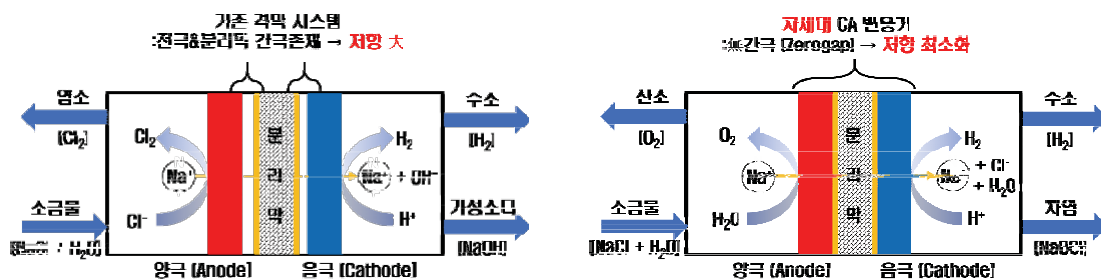 기존 격막 시스템
:전극&분리막 간극존재 → 저항 大
염소
[Cl₂]
Cl₂
Na⁺
Cl⁻
소금물
[NaCl + H₂O]
분
리
막
H₂
Na⁺ + OH⁻
H⁺
수소
[H₂]
가성소다
[NaOH]
양극 [Anode]
음극 [Cathode]
차세대 CA 반응기
:無간극 [Zerogap] → 저항 최소화
산소
[O₂]
O₂
Na⁺
H₂O
소금물
[NaCl + H₂O]
분
리
막
H₂
+ Cl⁻
+ H₂O
H⁺
수소
[H₂]
[NaOCl]
양극 [Anode]
음극 [Cathode]